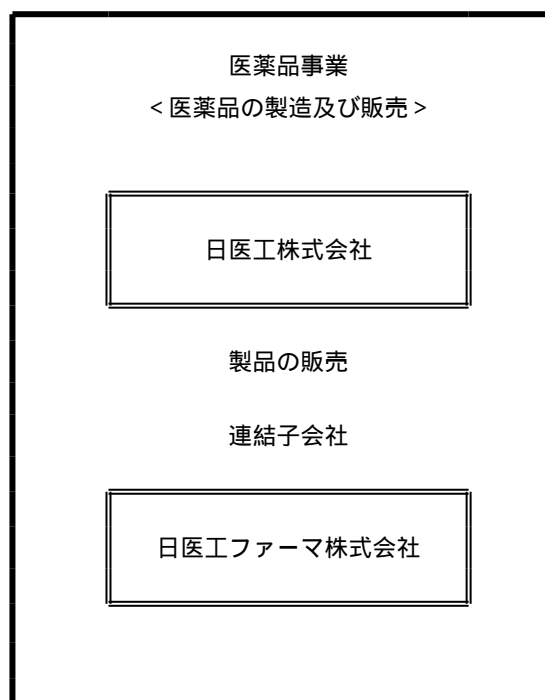 医薬品事業
<医薬品の製造及び販売>
日医工株式会社
製品の販売
連結子会社
日医工ファーマ株式会社